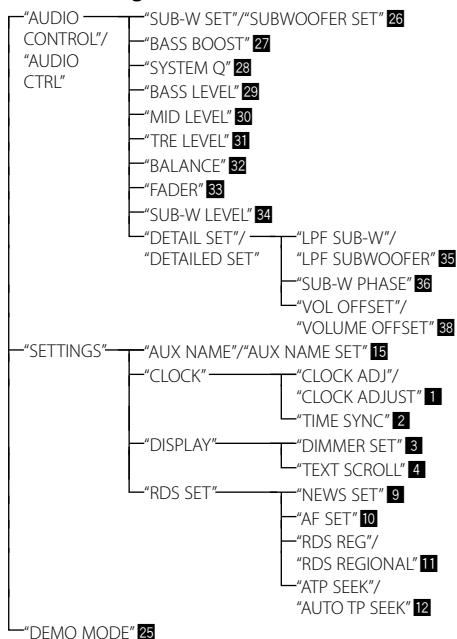 “AUDIO CONTROL”/ “AUDIO CTRL”
“SUB-W SET”/“SUBWOOFER SET” 26
“BASS BOOST” 27
“SYSTEM Q” 28
“BASS LEVEL” 29
“MID LEVEL” 30
“TRE LEVEL” 31
“BALANCE” 32
“FADER” 33
“SUB-W LEVEL” 34
“DETAIL SET”/
“DETAILED SET”
“LPF SUB-W”/
“LPF SUBWOOFER” 35
“SUB-W PHASE” 36
“VOL OFFSET”/
“VOLUME OFFSET” 38
“SETTINGS”
“AUX NAME”/“AUX NAME SET” 15
“CLOCK”
“CLOCK ADJ”/
“CLOCK ADJUST” 1
“TIME SYNC” 2
“DISPLAY”
“DIMMER SET” 3
“TEXT SCROLL” 4
“RDS SET”
“NEWS SET” 9
“AF SET” 10
“RDS REG”/
“RDS REGIONAL” 11
“ATP SEEK”/
“AUTO TP SEEK” 12
“DEMO MODE” 25